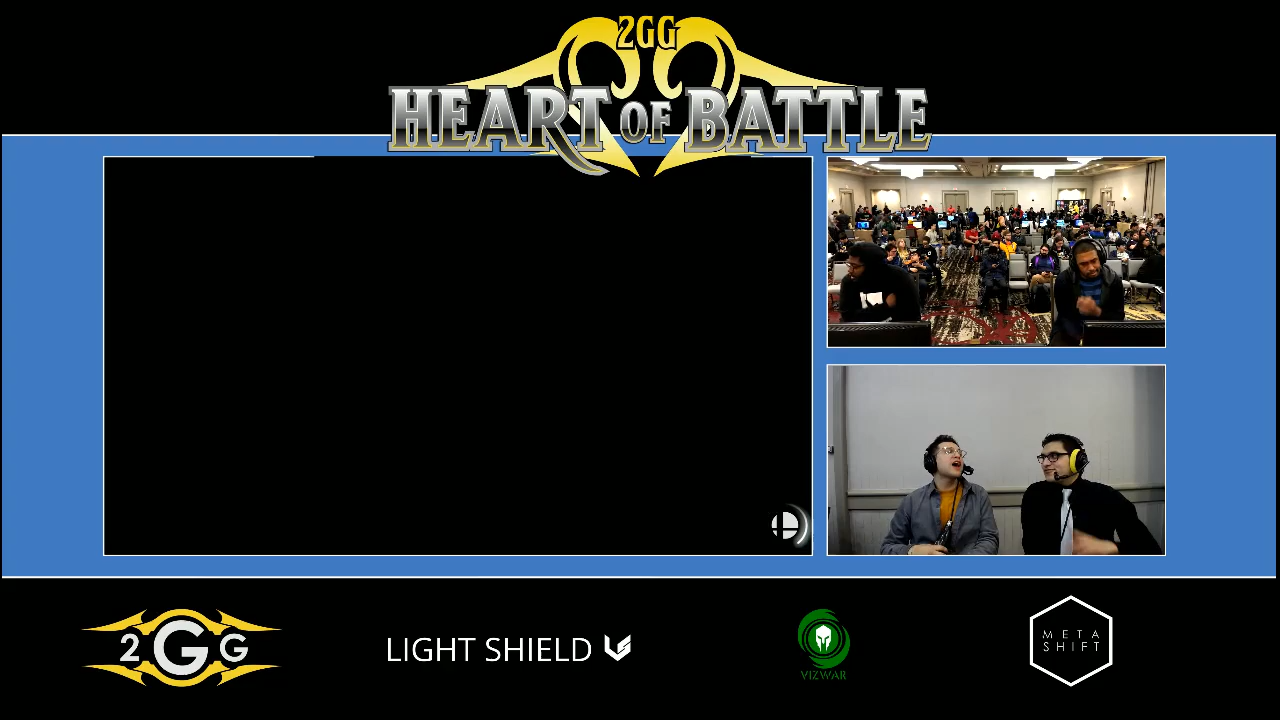 2GG
HEART OF BATTLE
2GG
LIGHT SHIELD
VIZWAR
META
SHIFT